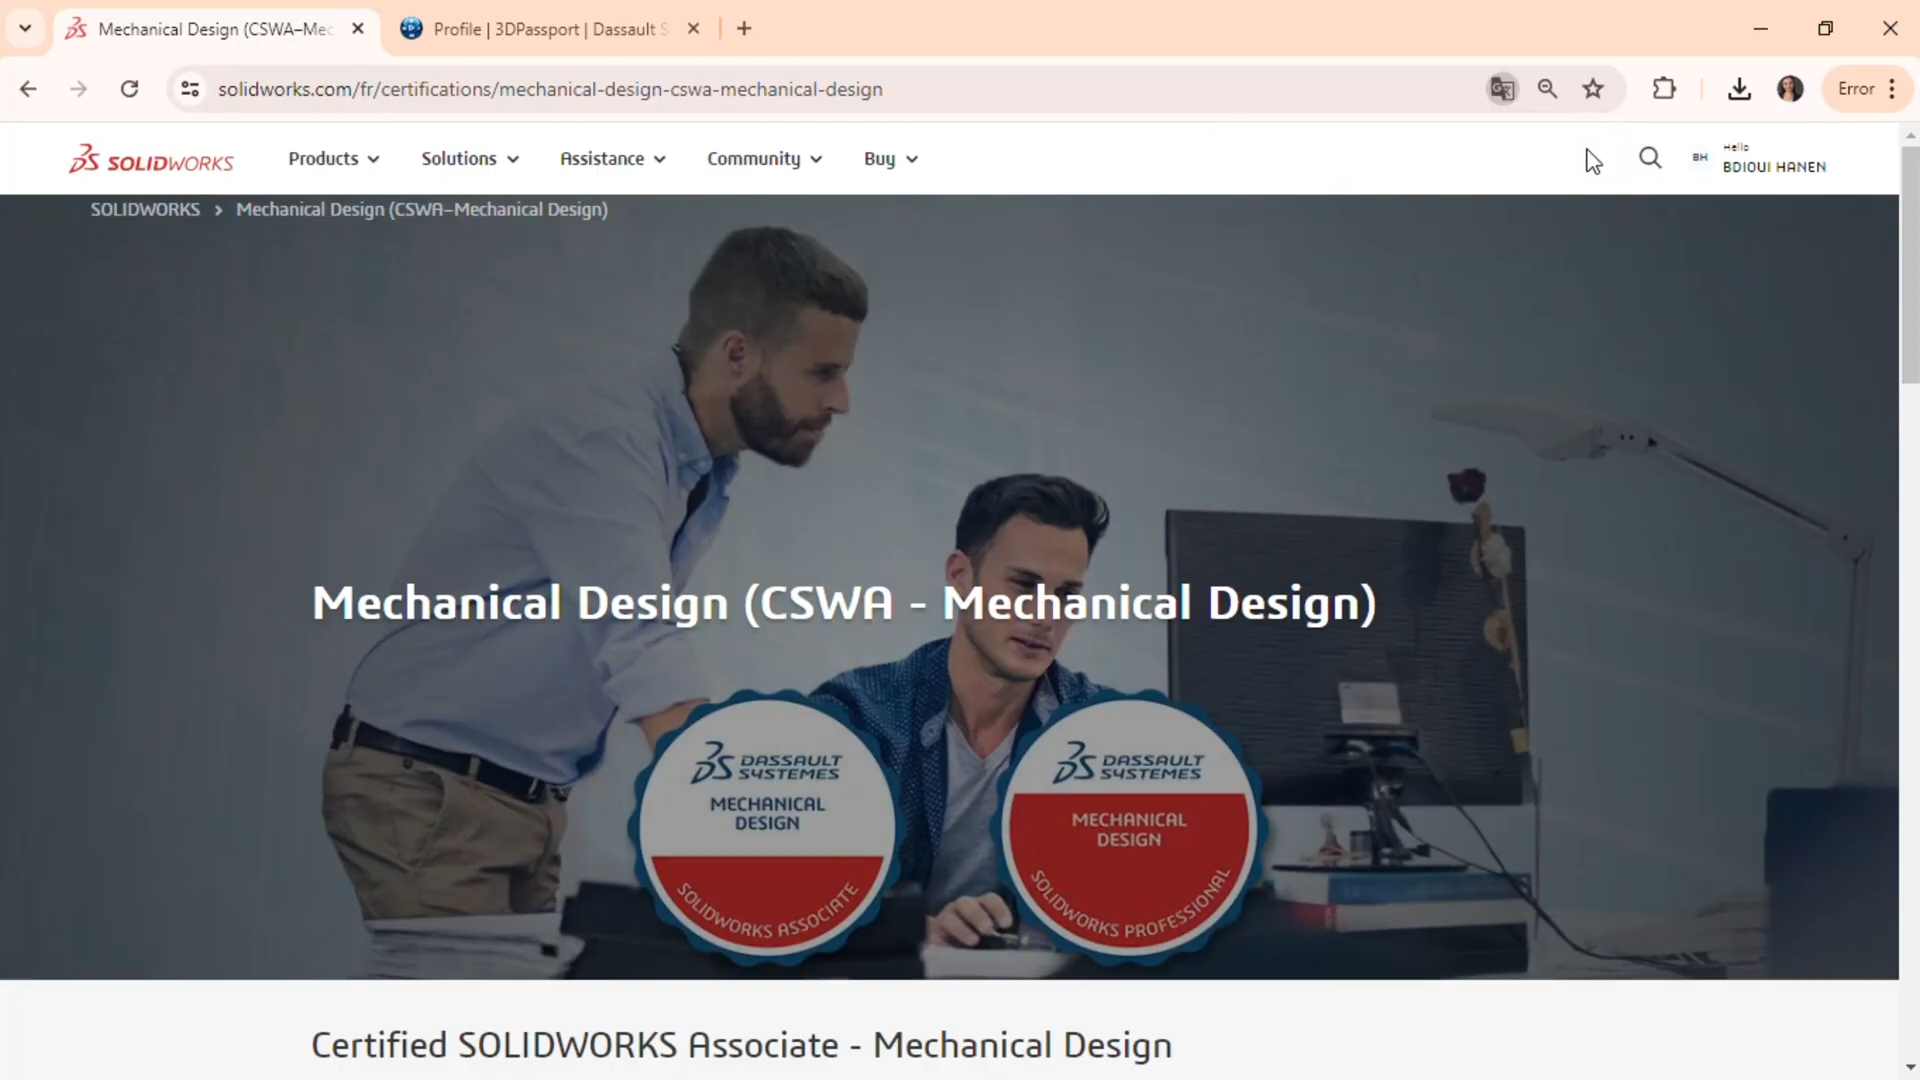 Mechanical Design (CSWA–Mec
Profile | 3DPassport | Dassault S
solidworks.com/fr/certifications/mechanical-design-cswa-mechanical-design
Error
SOLIDWORKS
Products
Solutions
Assistance
Community
Buy
BH
Hello
BDIOUI HANEN
SOLIDWORKS > Mechanical Design (CSWA–Mechanical Design)
Mechanical Design (CSWA - Mechanical Design)
DASSAULT
SYSTEMES
MECHANICAL
DESIGN
SOLIDWORKS ASSOCIATE
DASSAULT
SYSTEMES
MECHANICAL
DESIGN
SOLIDWORKS PROFESSIONAL
Certified SOLIDWORKS Associate - Mechanical Design